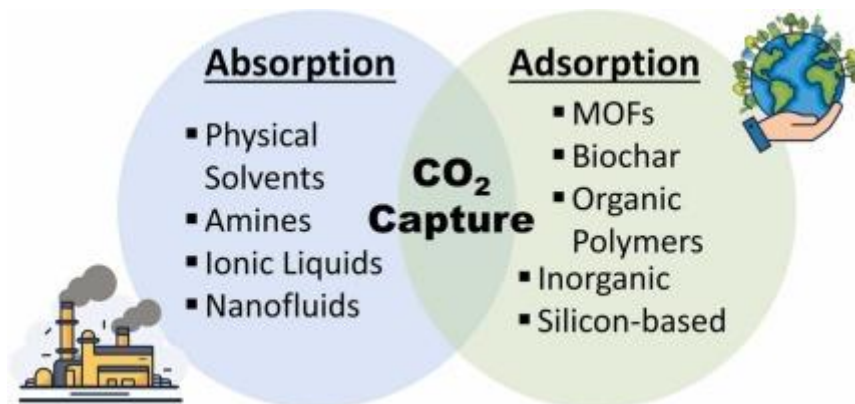 Absorption
▪ Physical
Solvents
▪ Amines
▪ Ionic Liquids
▪ Nanofluids
CO₂
Capture
Adsorption
▪ MOFs
▪ Biochar
▪ Organic
Polymers
▪ Inorganic
▪ Silicon-based